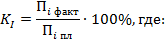 K_I = П_i факт / П_i пл · 100%, где: